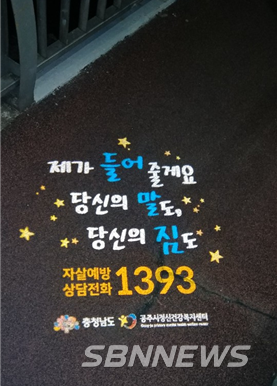 제가 들어 줄게요
당신의 말도,
당신의 짐도
자살예방
상담전화 1393
충청남도 공주시정신건강복지센터
SBNNEWS